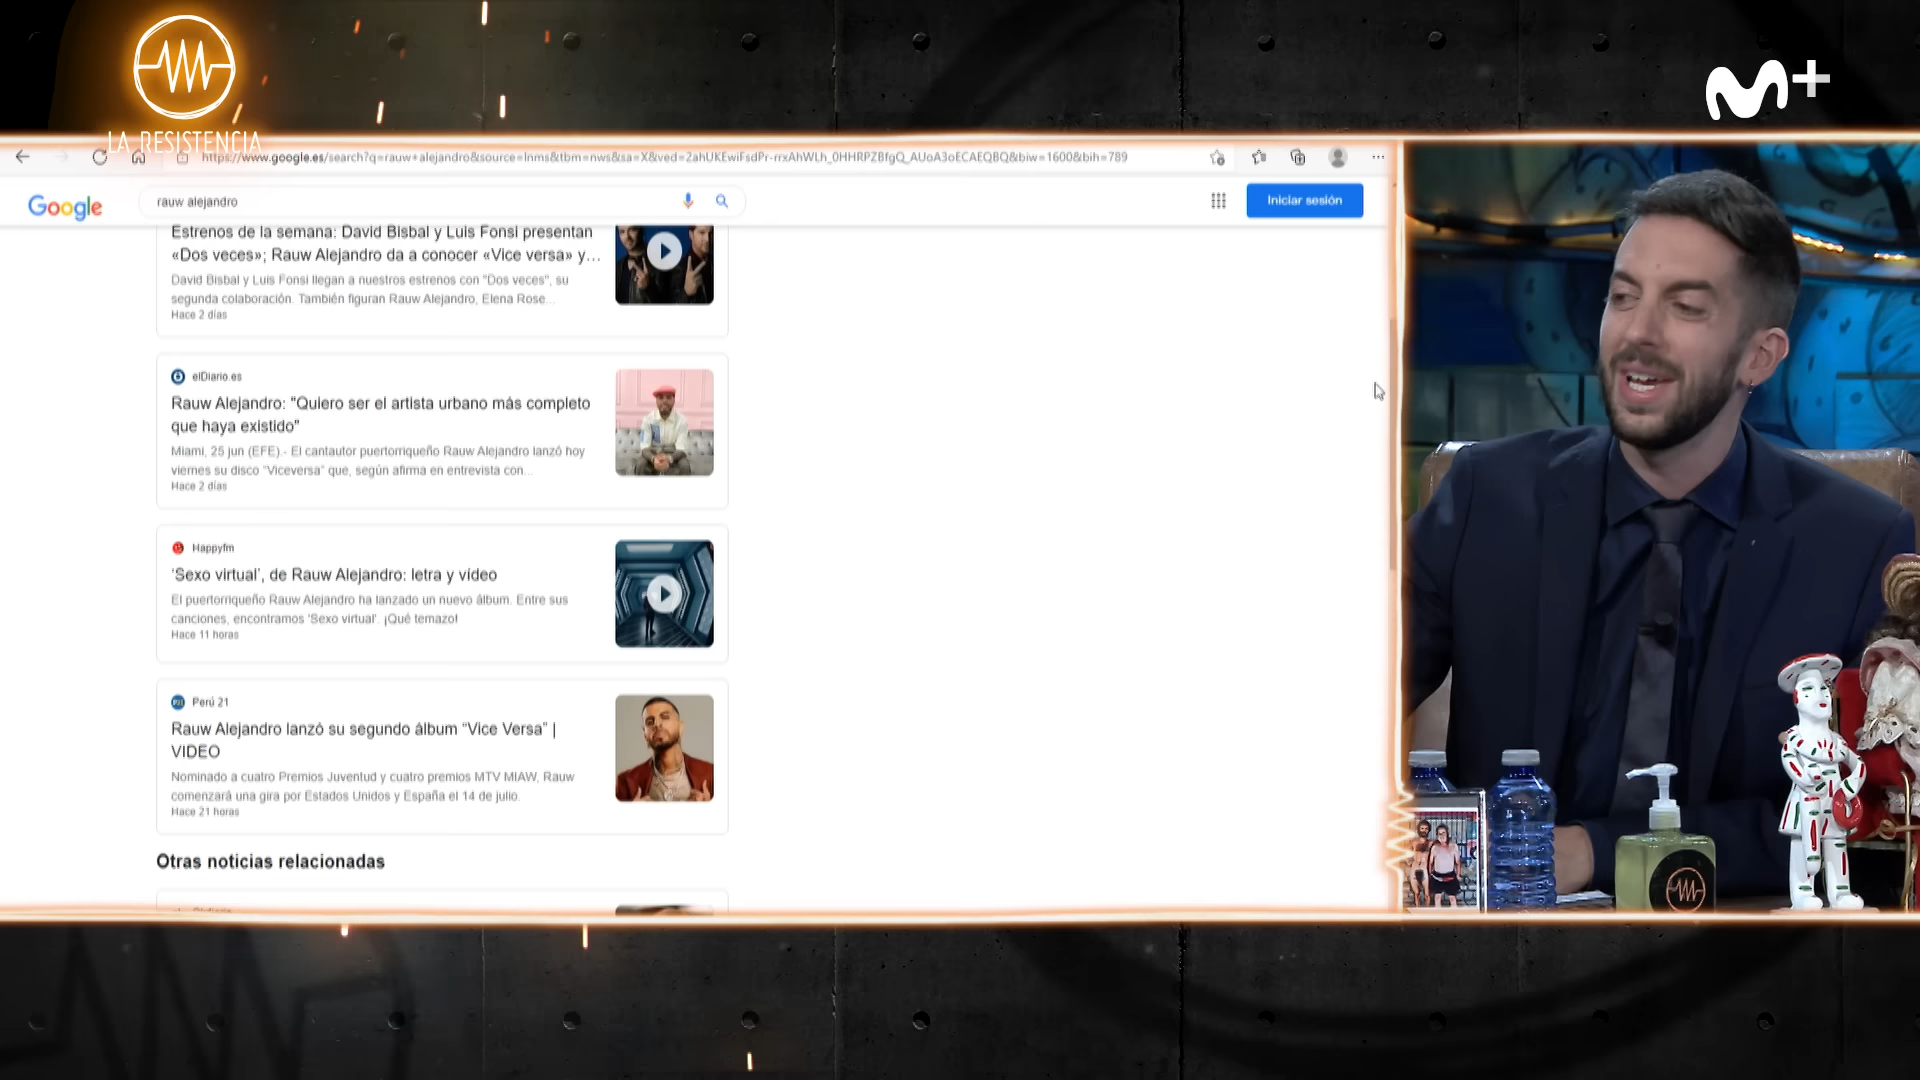 LA RESISTENCIA
M+
https://www.google.es/search?q=rauw+alejandro&source=lnms&tbm=nws&sa=X&ved=2ahUKEwiFsdPr-rrxAhWLh_0HHRPZBfgQ_AUoA3oECAEQBQ&biw=1600&bih=789
Google
rauw alejandro
Iniciar sesión
Estrenos de la semana: David Bisbal y Luis Fonsi presentan
«Dos veces»; Rauw Alejandro da a conocer «Vice versa» y…
David Bisbal y Luis Fonsi llegan a nuestros estrenos con "Dos veces", su
segunda colaboración. También figuran Rauw Alejandro, Elena Rose...
Hace 2 días
elDiario.es
Rauw Alejandro: "Quiero ser el artista urbano más completo
que haya existido"
Miami, 25 jun (EFE).- El cantautor puertorriqueño Rauw Alejandro lanzó hoy
viernes su disco "Viceversa" que, según afirma en entrevista con...
Hace 2 días
Happyfm
'Sexo virtual', de Rauw Alejandro: letra y vídeo
El puertorriqueño Rauw Alejandro ha lanzado un nuevo álbum. Entre sus
canciones, encontramos 'Sexo virtual'. ¡Qué temazo!
Hace 11 horas
Perú 21
Rauw Alejandro lanzó su segundo álbum “Vice Versa” |
VIDEO
Nominado a cuatro Premios Juventud y cuatro premios MTV MIAW, Rauw
comenzará una gira por Estados Unidos y España el 14 de julio.
Hace 21 horas
Otras noticias relacionadas